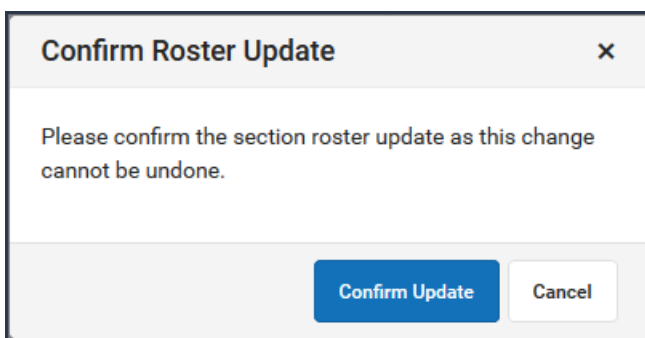 Confirm Roster Update ×
Please confirm the section roster update as this change
cannot be undone.
Confirm Update Cancel